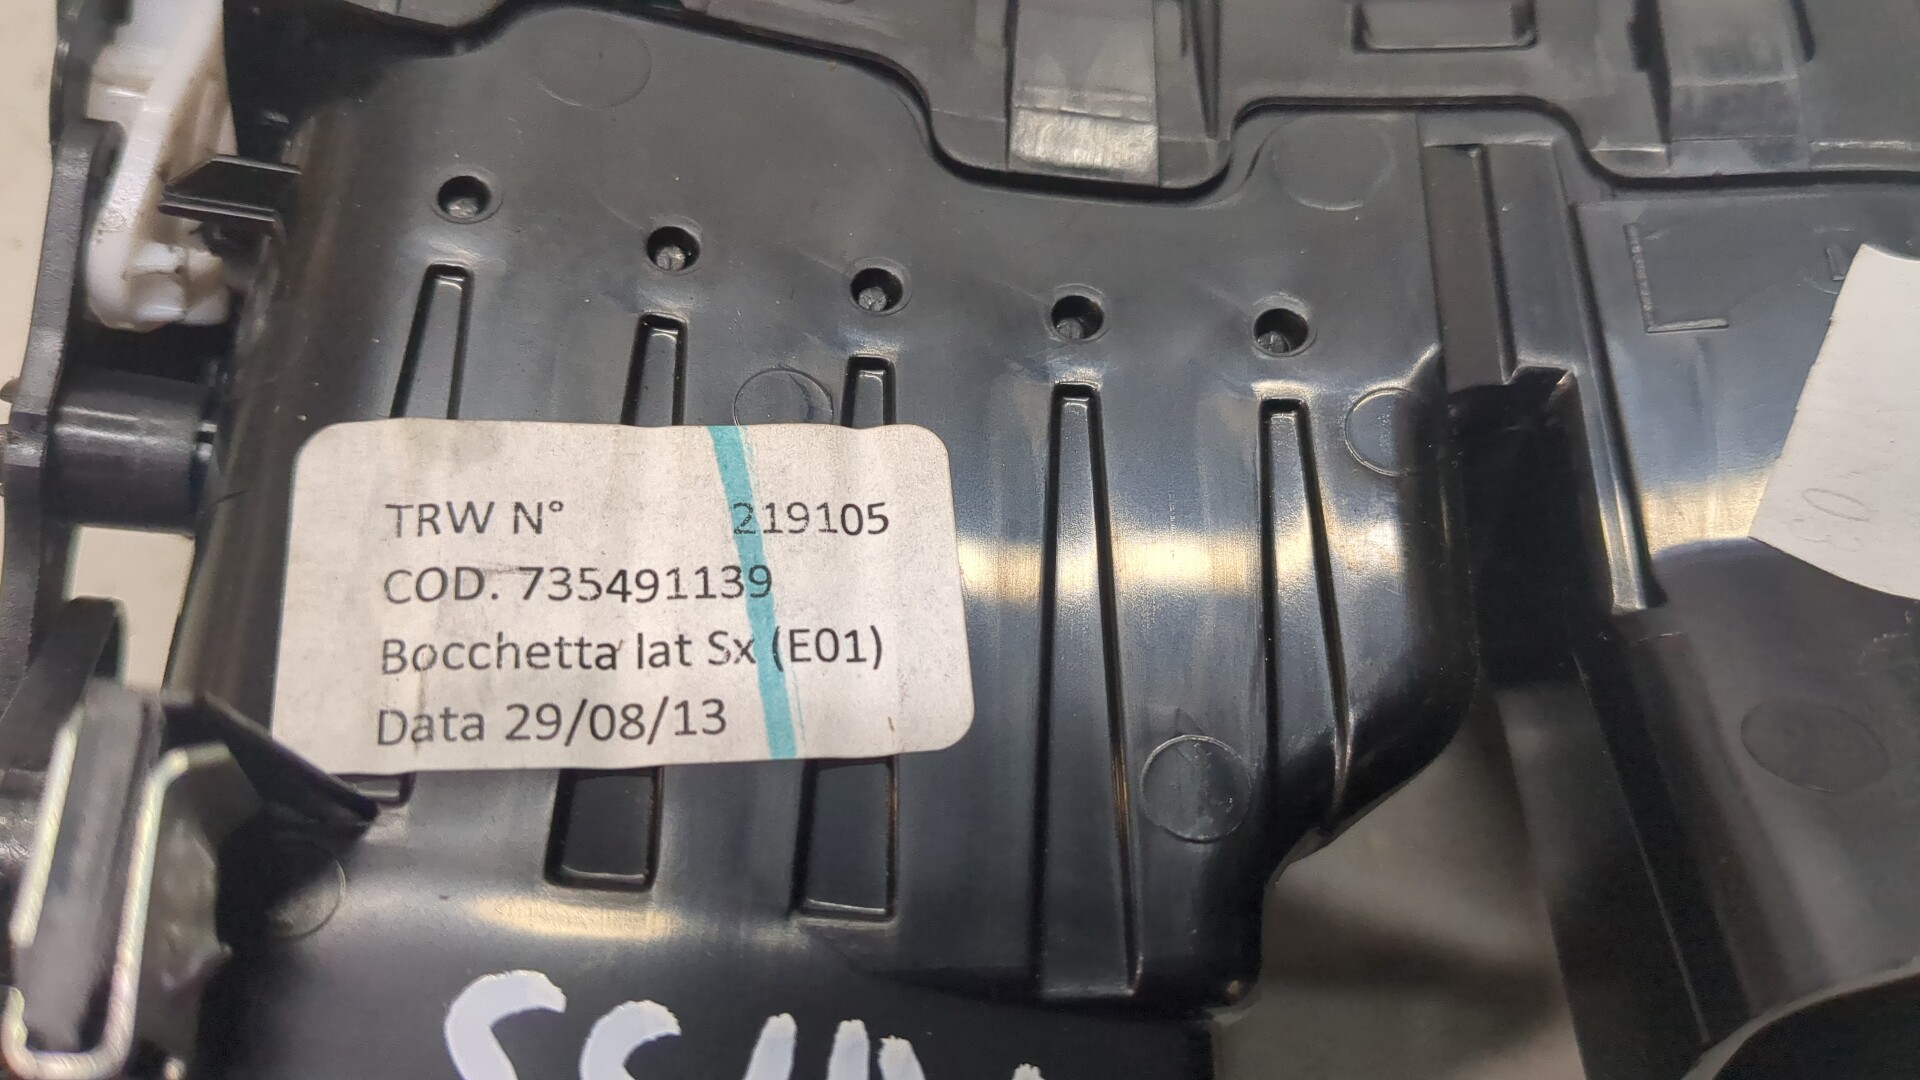 TRW N° 219105
COD. 735491139
Bocchetta lat Sx (E01)
Data 29/08/13